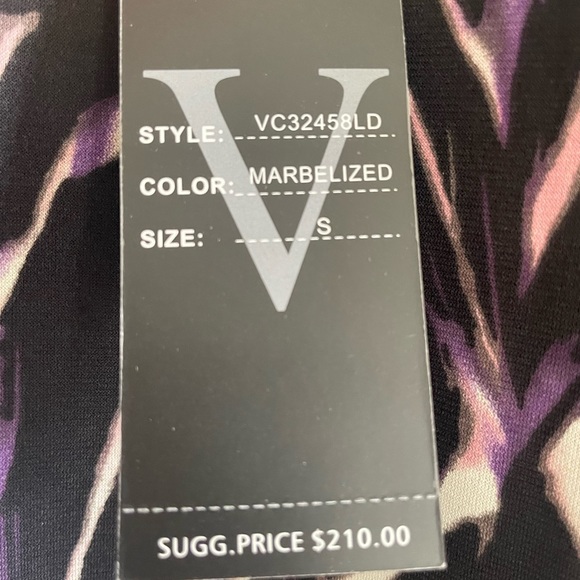 V
STYLE: VC32458LD
COLOR: MARBELIZED
SIZE: S
SUGG.PRICE $210.00